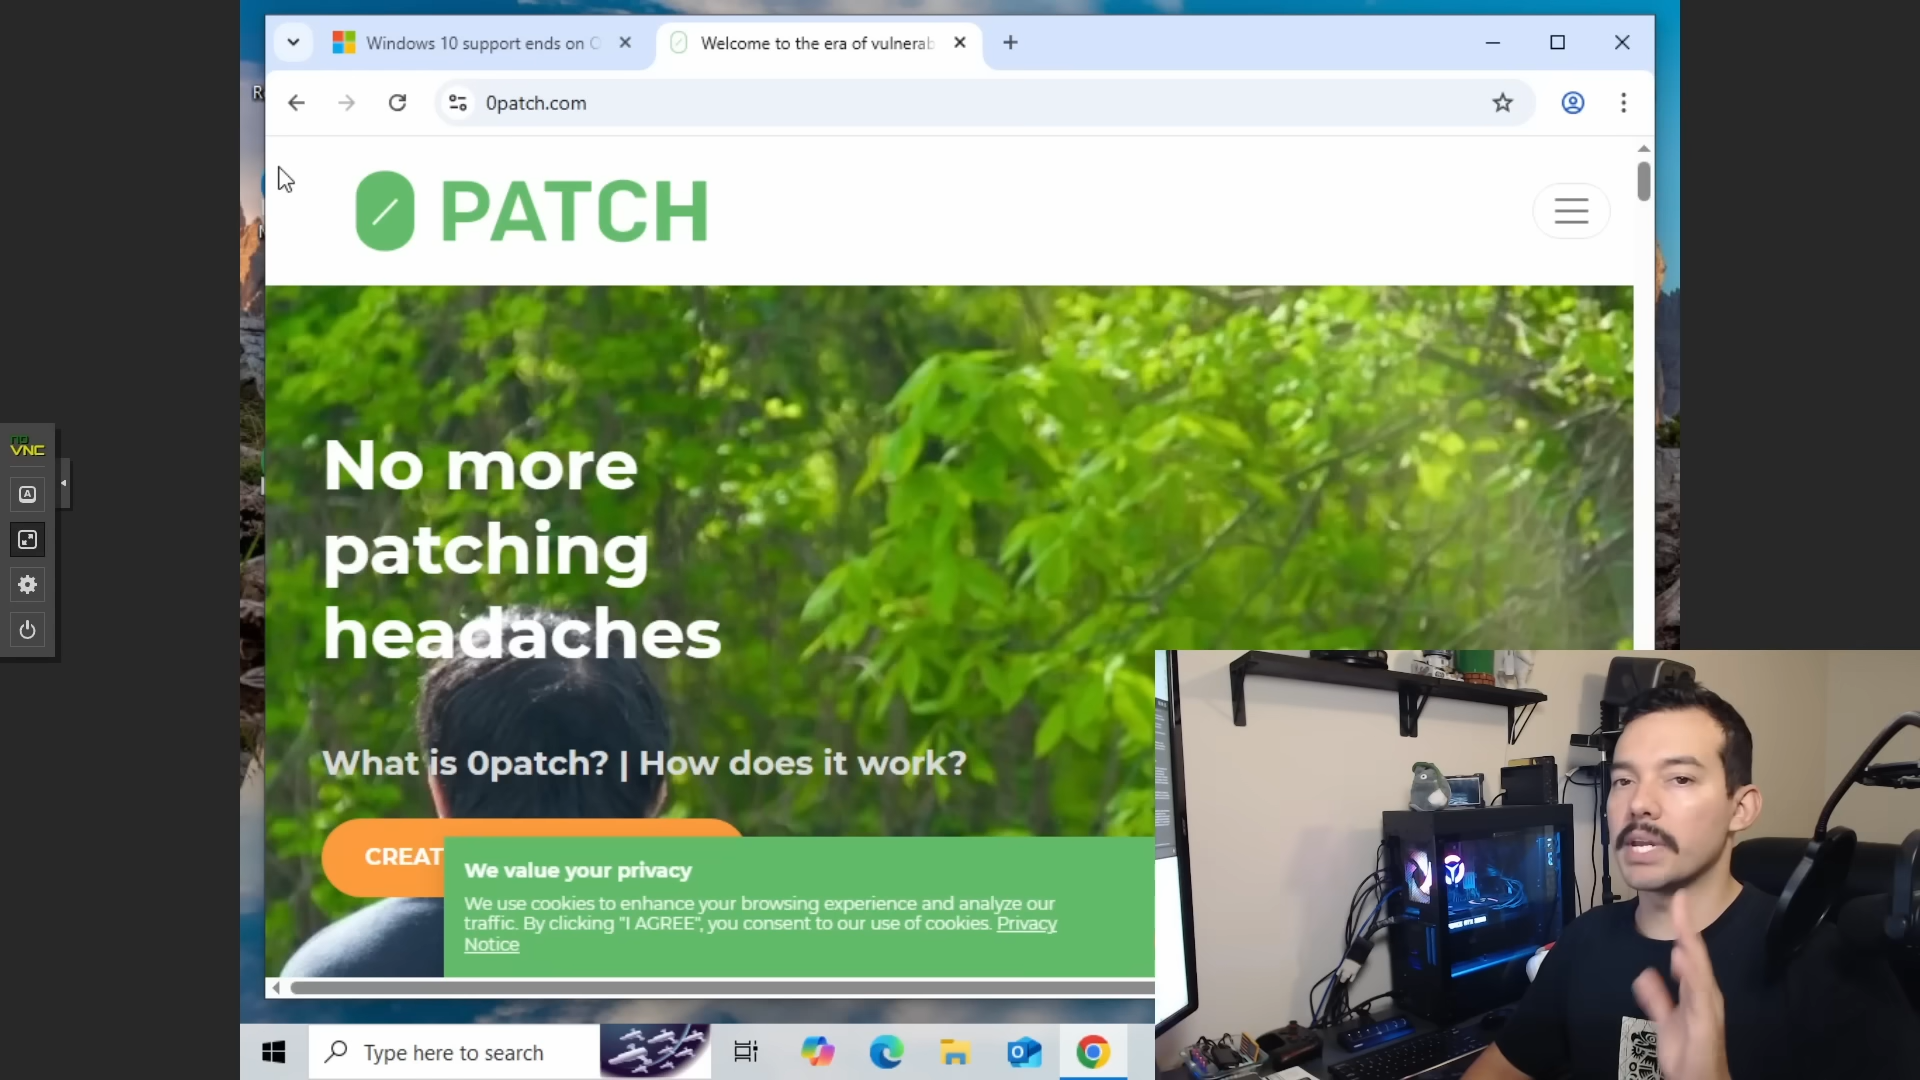 Windows 10 support ends on O
Welcome to the era of vulnerab
0patch.com
R
0 PATCH
No more
patching
headaches
What is 0patch? | How does it work?
CREAT
We value your privacy
We use cookies to enhance your browsing experience and analyze our
traffic. By clicking "I AGREE", you consent to our use of cookies. Privacy
Notice
no
VNC
A
Type here to search